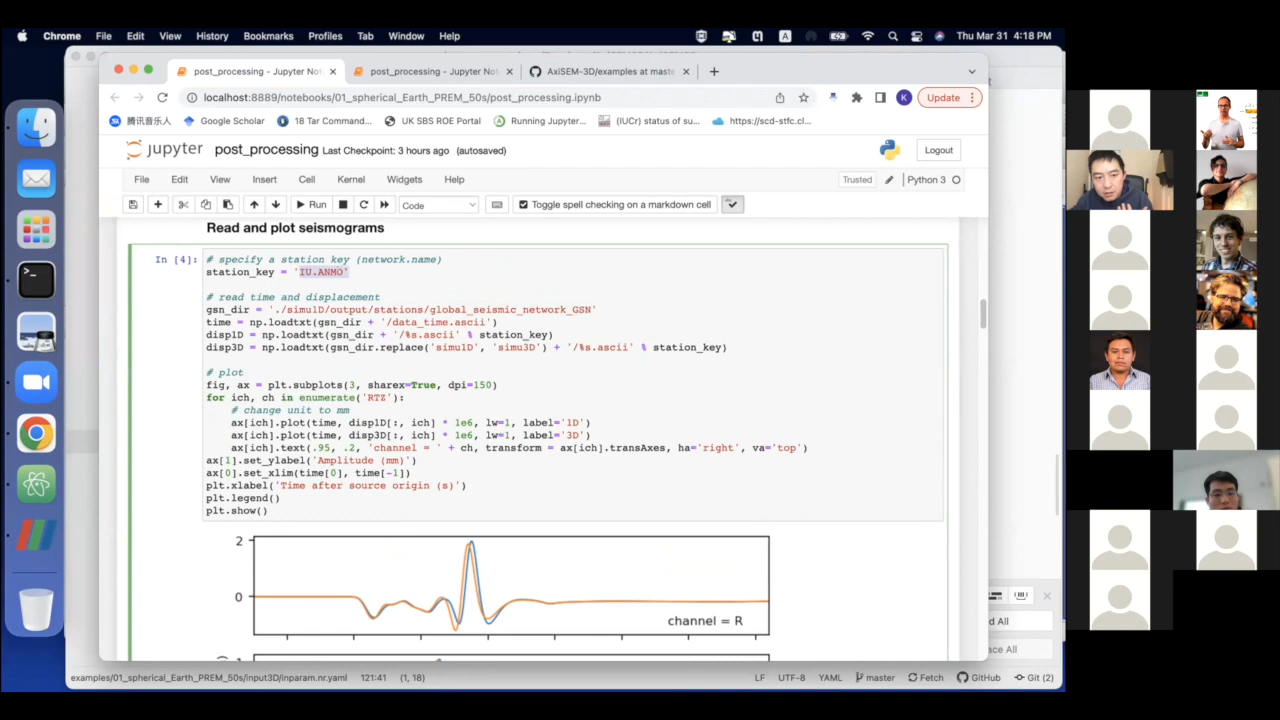 Chrome File Edit View History Bookmarks Profiles Tab Window Help A Thu Mar 31 4:18 PM
post_processing - Jupyter Not post_processing - Jupyter Not AxiSEM-3D/examples at maste
localhost:8889/notebooks/01_spherical_Earth_PREM_50s/post_processing.ipynb K Update
腾讯音乐人 Google Scholar 18 Tar Command... UK SBS ROE Portal Running Jupyter... (IUCr) status of su... https://scd-stfc.cl...
jupyter post_processing Last Checkpoint: 3 hours ago (autosaved) Logout
File Edit View Insert Cell Kernel Widgets Help Trusted Python 3
Run Code Toggle spell checking on a markdown cell
Read and plot seismograms
In [4]: # specify a station key (network.name)
station_key = 'IU.ANMO'
# read time and displacement
gsn_dir = './simu1D/output/stations/global_seismic_network_GSN'
time = np.loadtxt(gsn_dir + '/data_time.ascii')
disp1D = np.loadtxt(gsn_dir + '/%s.ascii' % station_key)
disp3D = np.loadtxt(gsn_dir.replace('simu1D', 'simu3D') + '/%s.ascii' % station_key)
# plot
fig, ax = plt.subplots(3, sharex=True, dpi=150)
for ich, ch in enumerate('RTZ'):
# change unit to mm
ax[ich].plot(time, disp1D[:, ich] * 1e6, lw=1, label='1D')
ax[ich].plot(time, disp3D[:, ich] * 1e6, lw=1, label='3D')
ax[ich].text(.95, .2, 'channel = ' + ch, transform = ax[ich].transAxes, ha='right', va='top')
ax[1].set_ylabel('Amplitude (mm)')
ax[0].set_xlim(time[0], time[-1])
plt.xlabel('Time after source origin (s)')
plt.legend()
plt.show()
2
0
channel = R
1
d All
ace All
examples/01_spherical_Earth_PREM_50s/input3D/inparam.nr.yaml 121:41 (1, 18) LF UTF-8 YAML master Fetch GitHub Git (2)